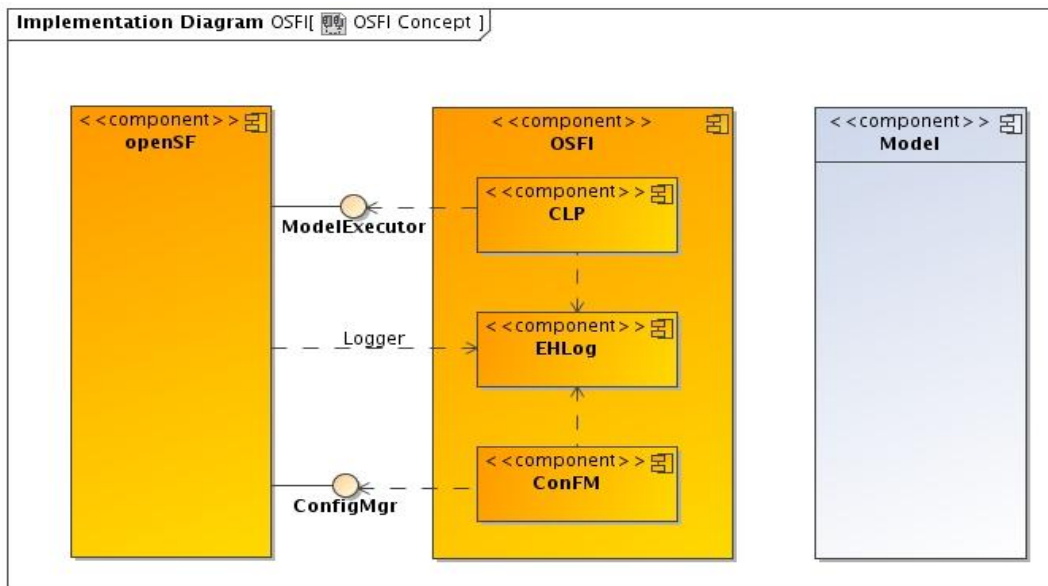 Implementation Diagram OSFI[ OSFI Concept ]
< <component> >
openSF
< <component> >
OSFI
< <component> >
Model
< <component> >
CLP
ModelExecutor
Logger
< <component> >
EHLog
< <component> >
ConFM
ConfigMgr